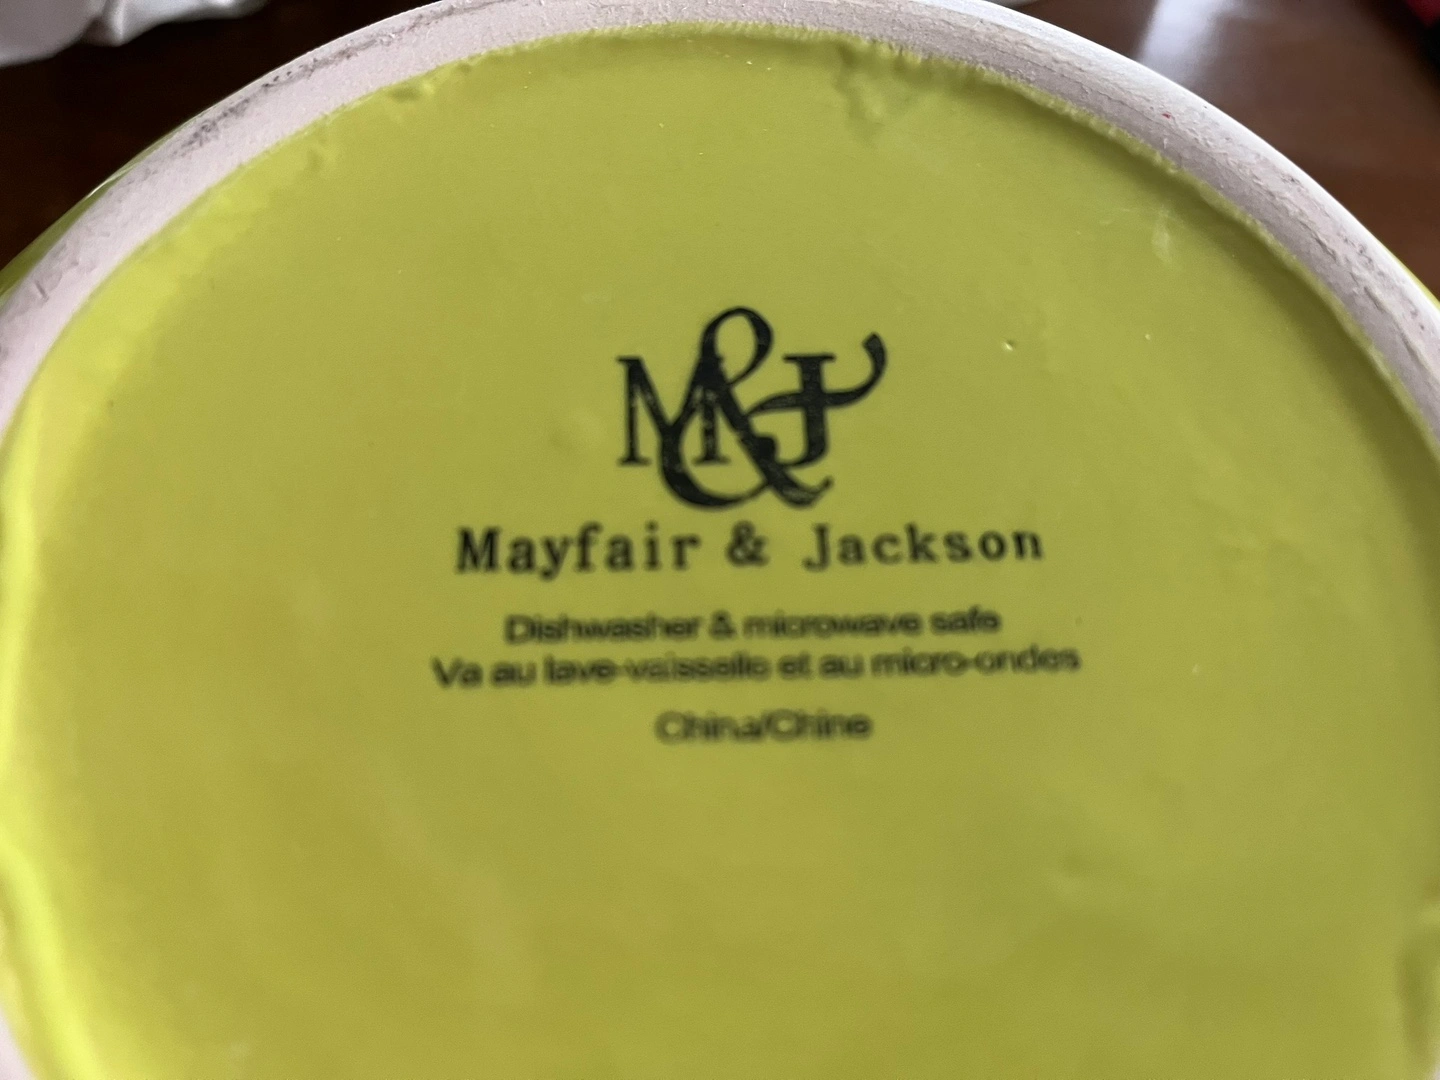 M&J
Mayfair & Jackson
Dishwasher & microwave safe
Va au lave-vaisselle et au micro-ondes
China/Chine